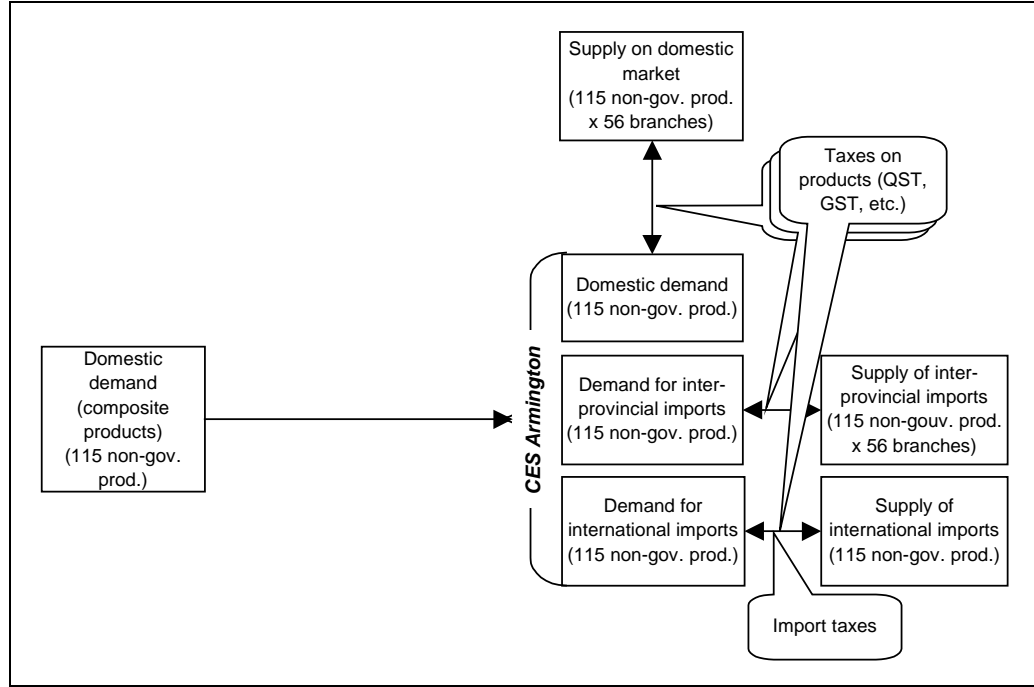 Supply on domestic
market
(115 non-gov. prod.
x 56 branches)
Taxes on
products (QST,
GST, etc.)
Domestic demand
(115 non-gov. prod.)
Domestic
demand
(composite
products)
(115 non-gov.
prod.)
CES Armington
Demand for inter-
provincial imports
(115 non-gov. prod.)
Supply of inter-
provincial imports
(115 non-gouv. prod.
x 56 branches)
Demand for
international imports
(115 non-gov. prod.)
Supply of
international imports
(115 non-gov. prod.)
Import taxes